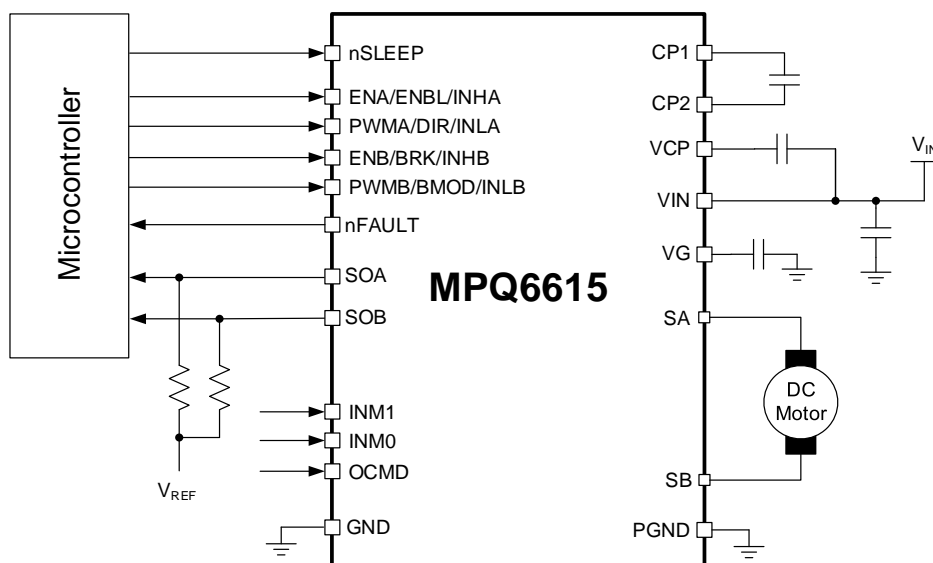 Microcontroller
nSLEEP
ENA/ENBL/INHA
PWMA/DIR/INLA
ENB/BRK/INHB
PWMB/BMOD/INLB
nFAULT
SOA
SOB
INM1
INM0
OCMD
GND
VREF
MPQ6615
CP1
CP2
VCP
VIN
VG
SA
SB
PGND
VIN
DC
Motor